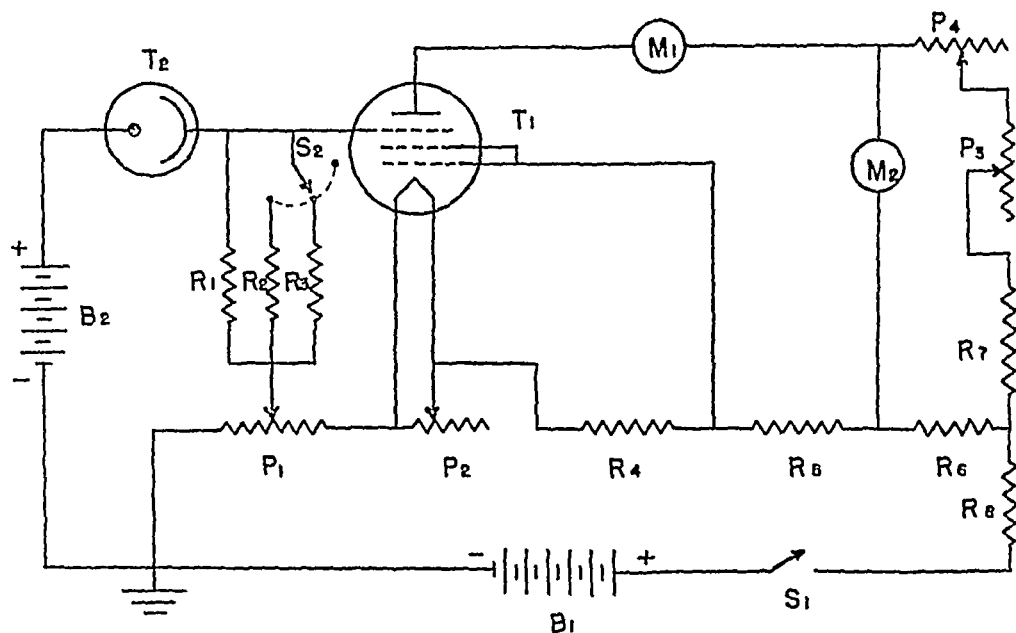 P4
M1
T2
T1
S2
P3
M2
+
R1
R2
R3
B2
R7
-
P1
P2
R4
R5
R6
R8
-
+
S1
B1